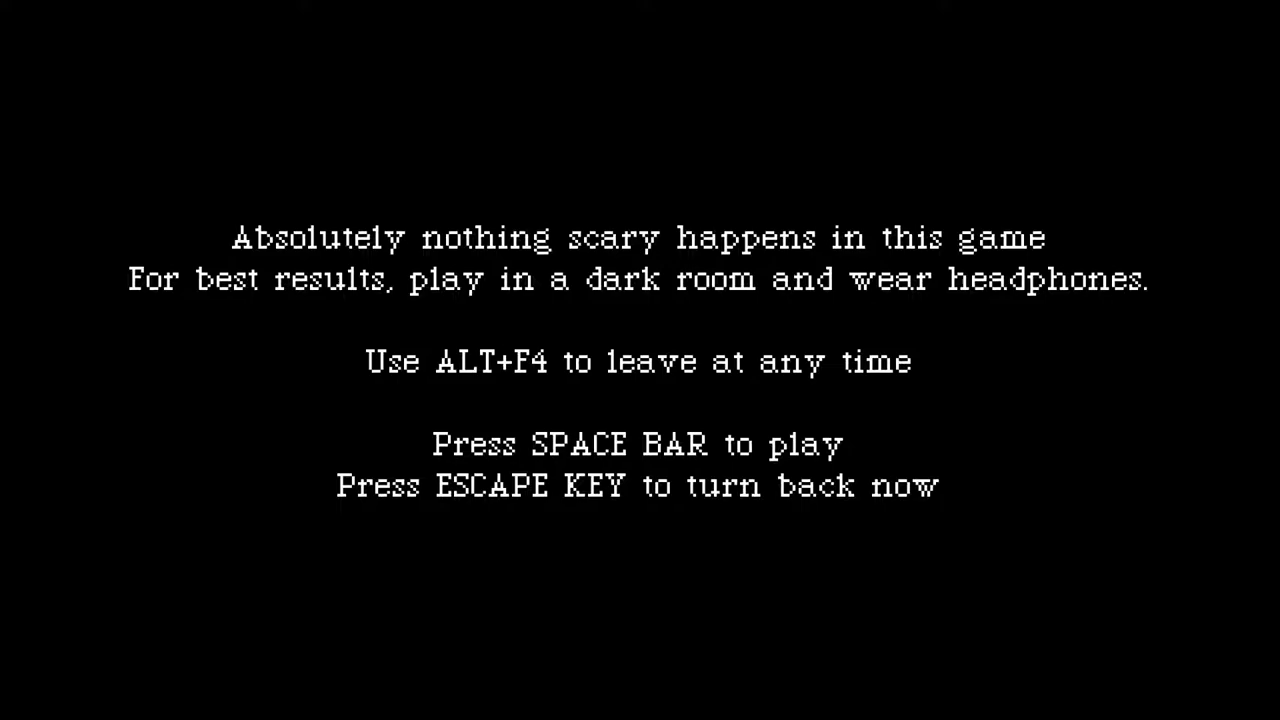 Absolutely nothing scary happens in this game
For best results, play in a dark room and wear headphones.
Use ALT+F4 to leave at any time
Press SPACE BAR to play
Press ESCAPE KEY to turn back now